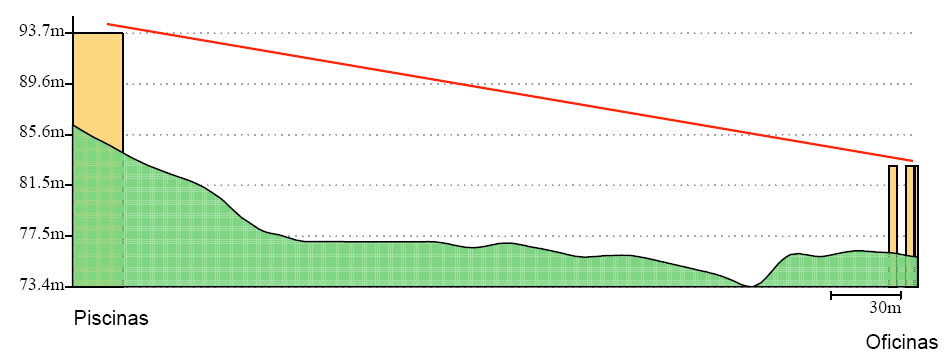 93.7m
89.6m
85.6m
81.5m
77.5m
73.4m
30m
Piscinas
Oficinas